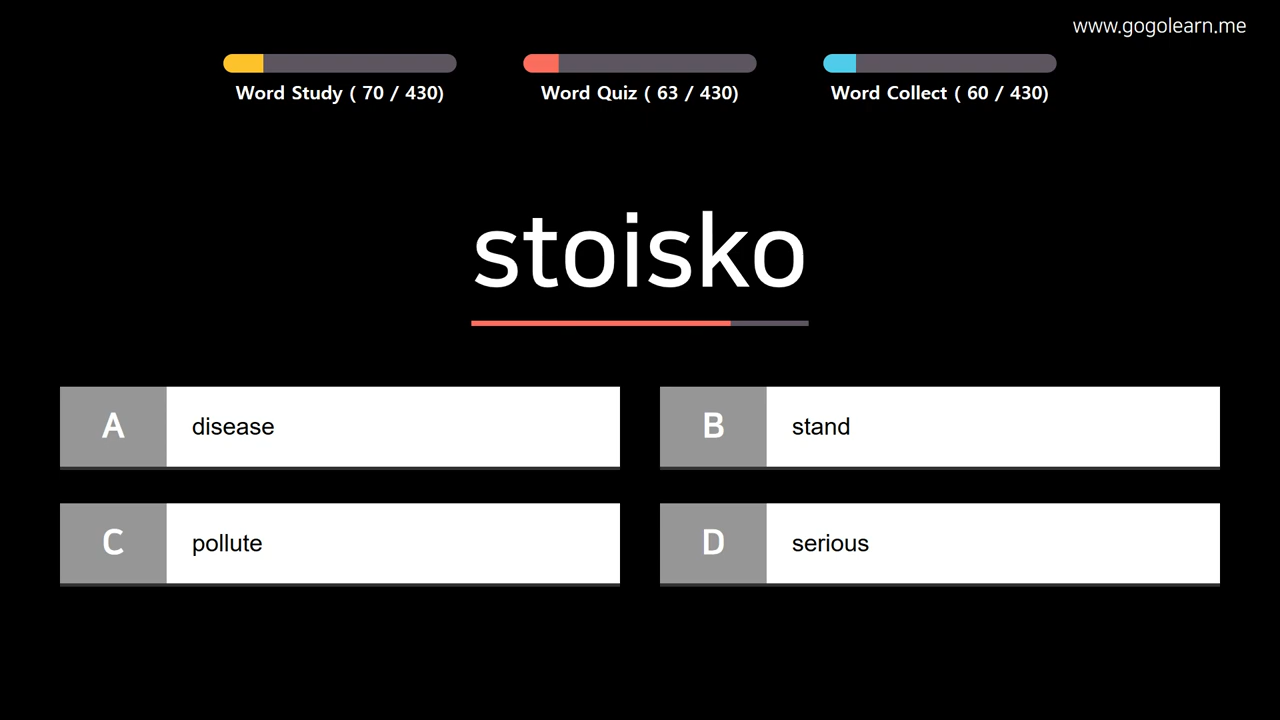 www.gogolearn.me
Word Study ( 70 / 430)
Word Quiz ( 63 / 430)
Word Collect ( 60 / 430)
stoisko
A disease
B stand
C pollute
D serious